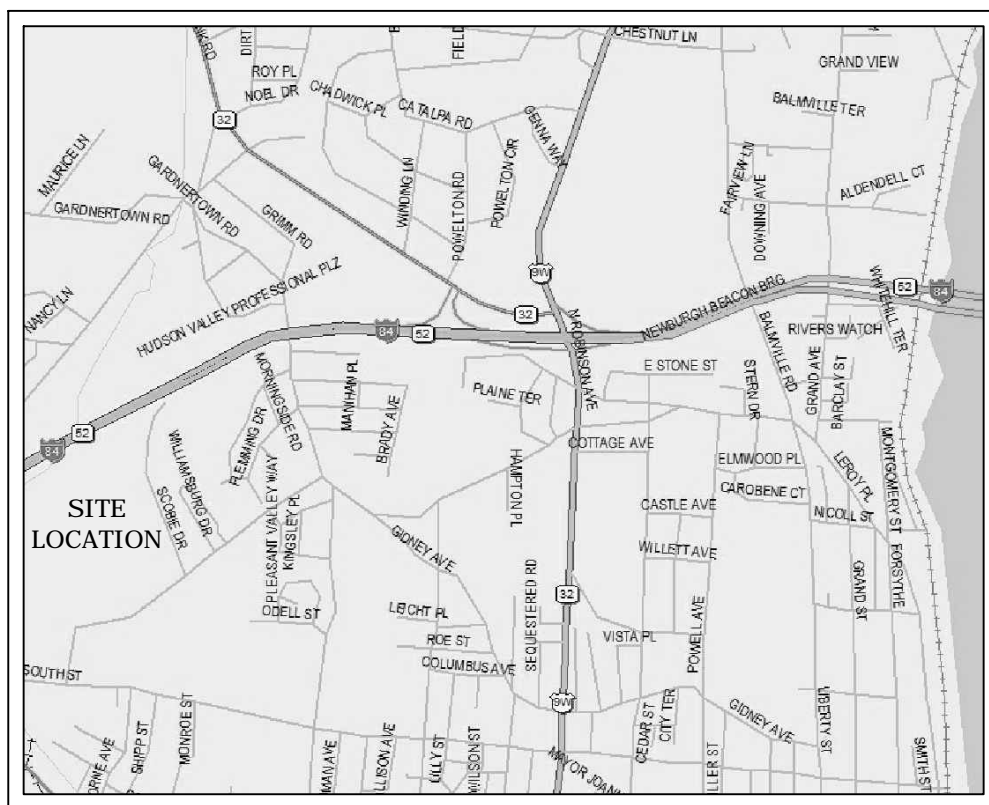 CHESTNUT LN
DIRT
FIELD
GRAND VIEW
ROY PL
NOEL DR
CHADWICK PL
CATALPA RD
GENNA WAY
BALMVILLE TER
32
MAURICE LN
GARDNERTOWN RD
GARDNERTOWN RD
GRIMM RD
WINDING LN
POWELTON RD
POWELTON CIR
FAIRVIEW LN
DOWNING AVE
ALDENDELL CT
NANCY LN
HUDSON VALLEY PROFESSIONAL PLZ
9W
32
84
52
N ROBINSON AVE
NEWBURGH BEACON BRG
52
84
WHITEHILL TER
RIVERS WATCH
BALMVILLE RD
GRAND AVE
BARCLAY ST
E STONE ST
STERN DR
PLAINE TER
MANIHAN PL
BRADY AVE
MORNINGSIDE RD
FLEMMING DR
WILLIAMSBURG DR
SCOBIE DR
84
52
SITE
LOCATION
PLEASANT VALLEY WAY
KINGSLEY PL
COTTAGE AVE
HAMPTON PL
ELMWOOD PL
CAROBENE CT
LEROY PL
MONTGOMERY ST
NICOLL ST
FORSYTHE
CASTLE AVE
WILLETT AVE
GIDNEY AVE
GRAND ST
ODELL ST
LEICHT PL
ROE ST
COLUMBUS AVE
SEQUESTERED RD
32
VISTA PL
POWELL AVE
SOUTH ST
9W
CEDAR ST
CITY TER
GIDNEY AVE
LIBERTY ST
SMITH ST
SHIPP ST
MONROE ST
LILLY ST
WILSON ST
MAYOR JOANN